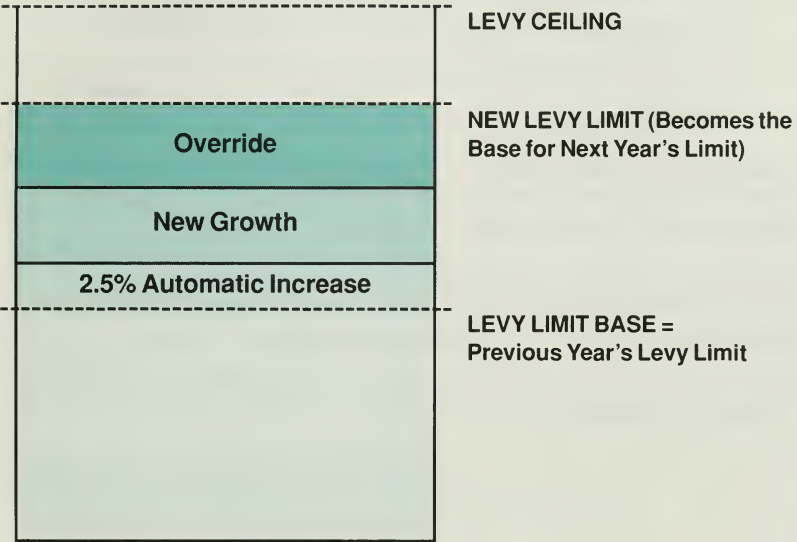 LEVY CEILING
NEW LEVY LIMIT (Becomes the
Base for Next Year's Limit)
Override
New Growth
2.5% Automatic Increase
LEVY LIMIT BASE =
Previous Year's Levy Limit